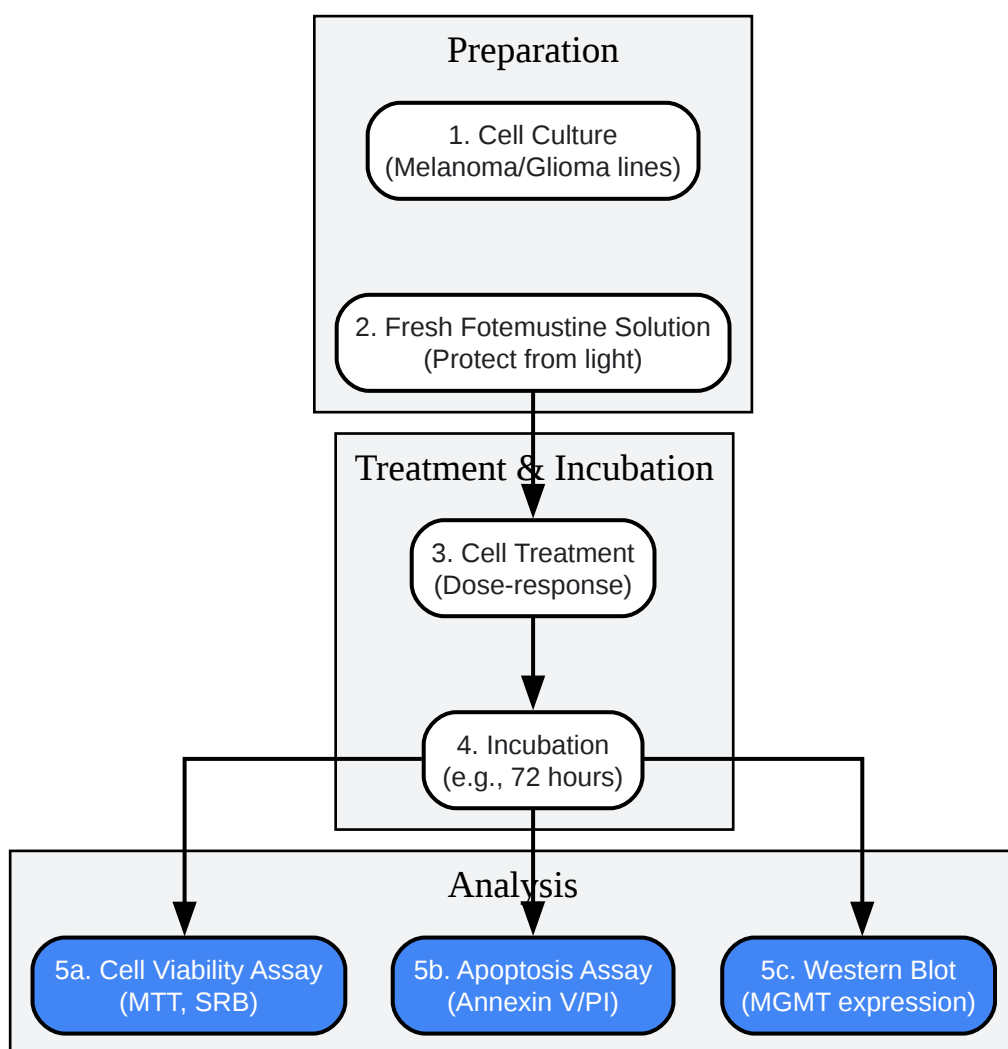 Preparation
1. Cell Culture
(Melanoma/Glioma lines)
2. Fresh Fotemustine Solution
(Protect from light)
Treatment & Incubation
3. Cell Treatment
(Dose-response)
4. Incubation
(e.g., 72 hours)
Analysis
5a. Cell Viability Assay
(MTT, SRB)
5b. Apoptosis Assay
(Annexin V/PI)
5c. Western Blot
(MGMT expression)